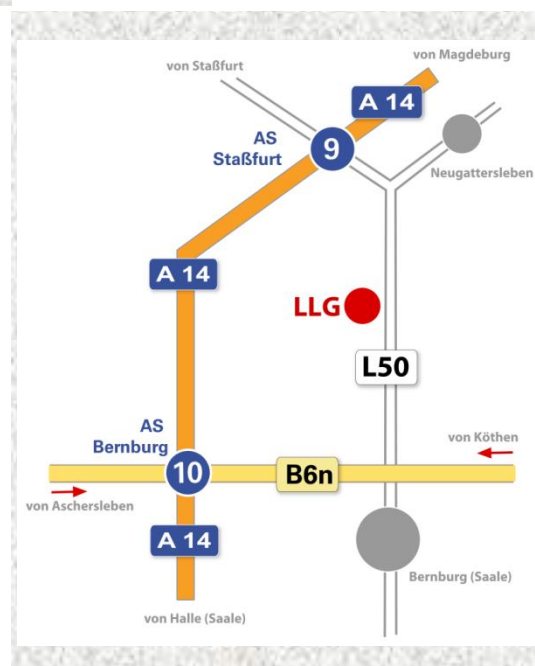 von Magdeburg
von Staßfurt
A 14
AS
Staßfurt
9
Neugattersleben
A 14
LLG
L50
AS
Bernburg
von Köthen
10
B6n
von Aschersleben
A 14
Bernburg (Saale)
von Halle (Saale)